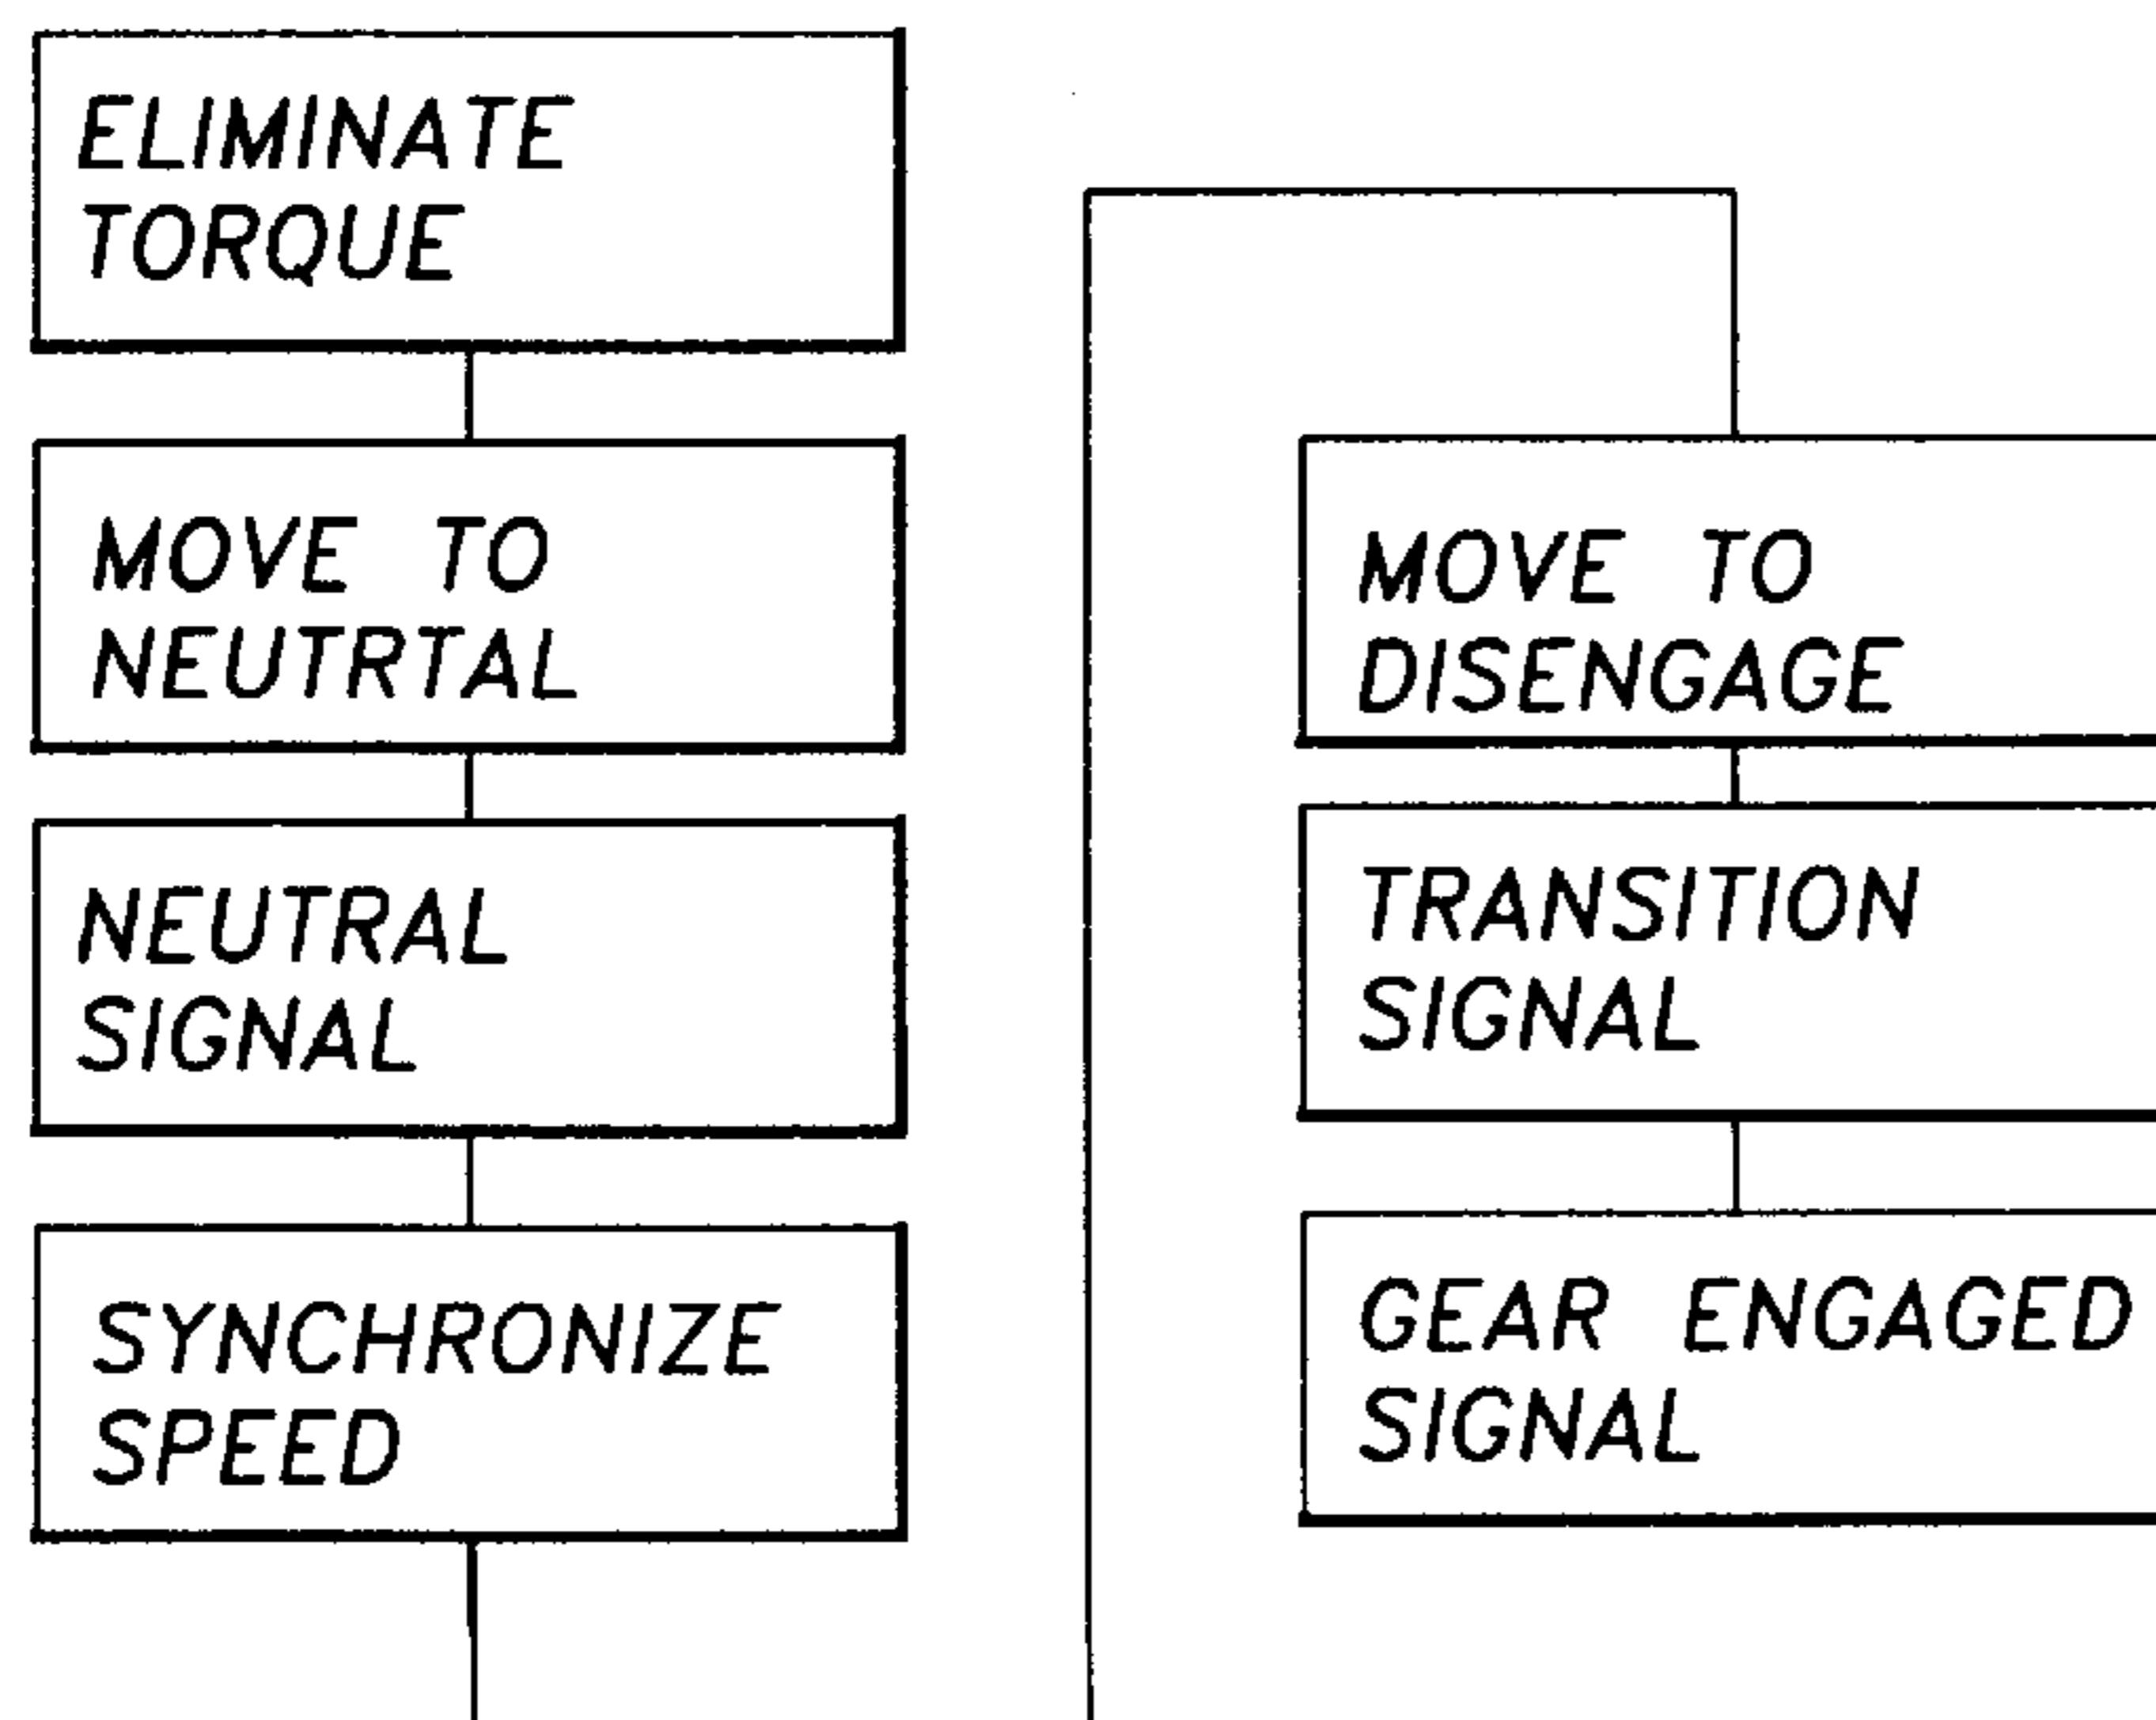 ELIMINATE
TORQUE
MOVE TO
NEUTRTAL
NEUTRAL
SIGNAL
SYNCHRONIZE
SPEED
MOVE TO
DISENGAGE
TRANSITION
SIGNAL
GEAR ENGAGED
SIGNAL